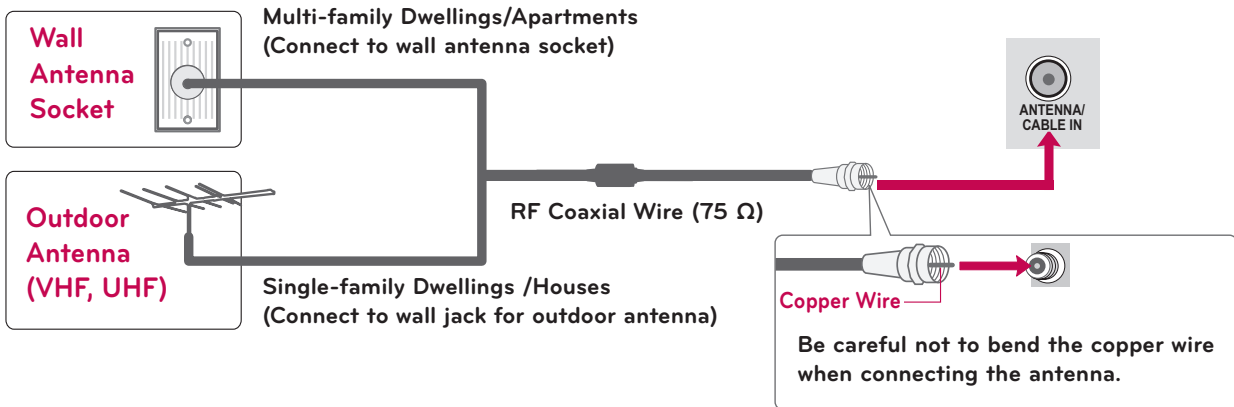 Wall
Antenna
Socket
Multi-family Dwellings/Apartments
(Connect to wall antenna socket)
ANTENNA/
CABLE IN
Outdoor
Antenna
(VHF, UHF)
RF Coaxial Wire (75 Ω)
Single-family Dwellings /Houses
(Connect to wall jack for outdoor antenna)
Copper Wire
Be careful not to bend the copper wire
when connecting the antenna.